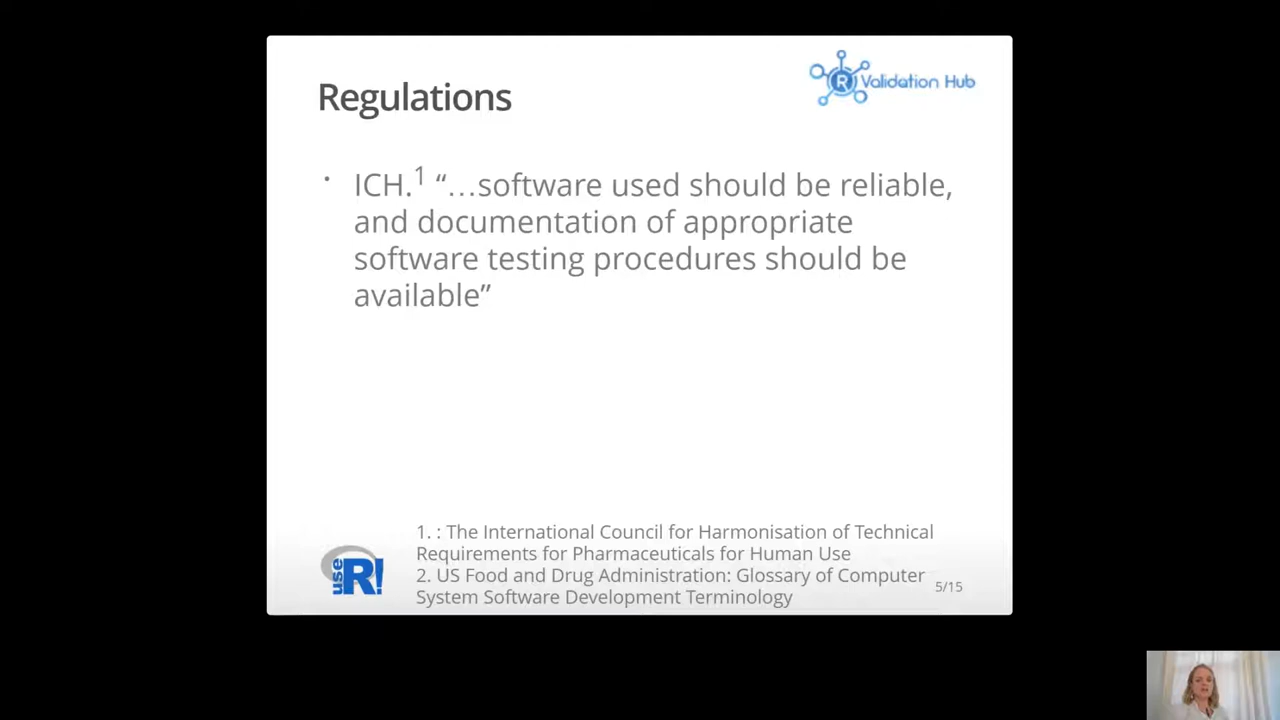 R Validation Hub
Regulations
• ICH.1 “…software used should be reliable,
and documentation of appropriate
software testing procedures should be
available”
1. : The International Council for Harmonisation of Technical
Requirements for Pharmaceuticals for Human Use
2. US Food and Drug Administration: Glossary of Computer
System Software Development Terminology
5/15
use R!